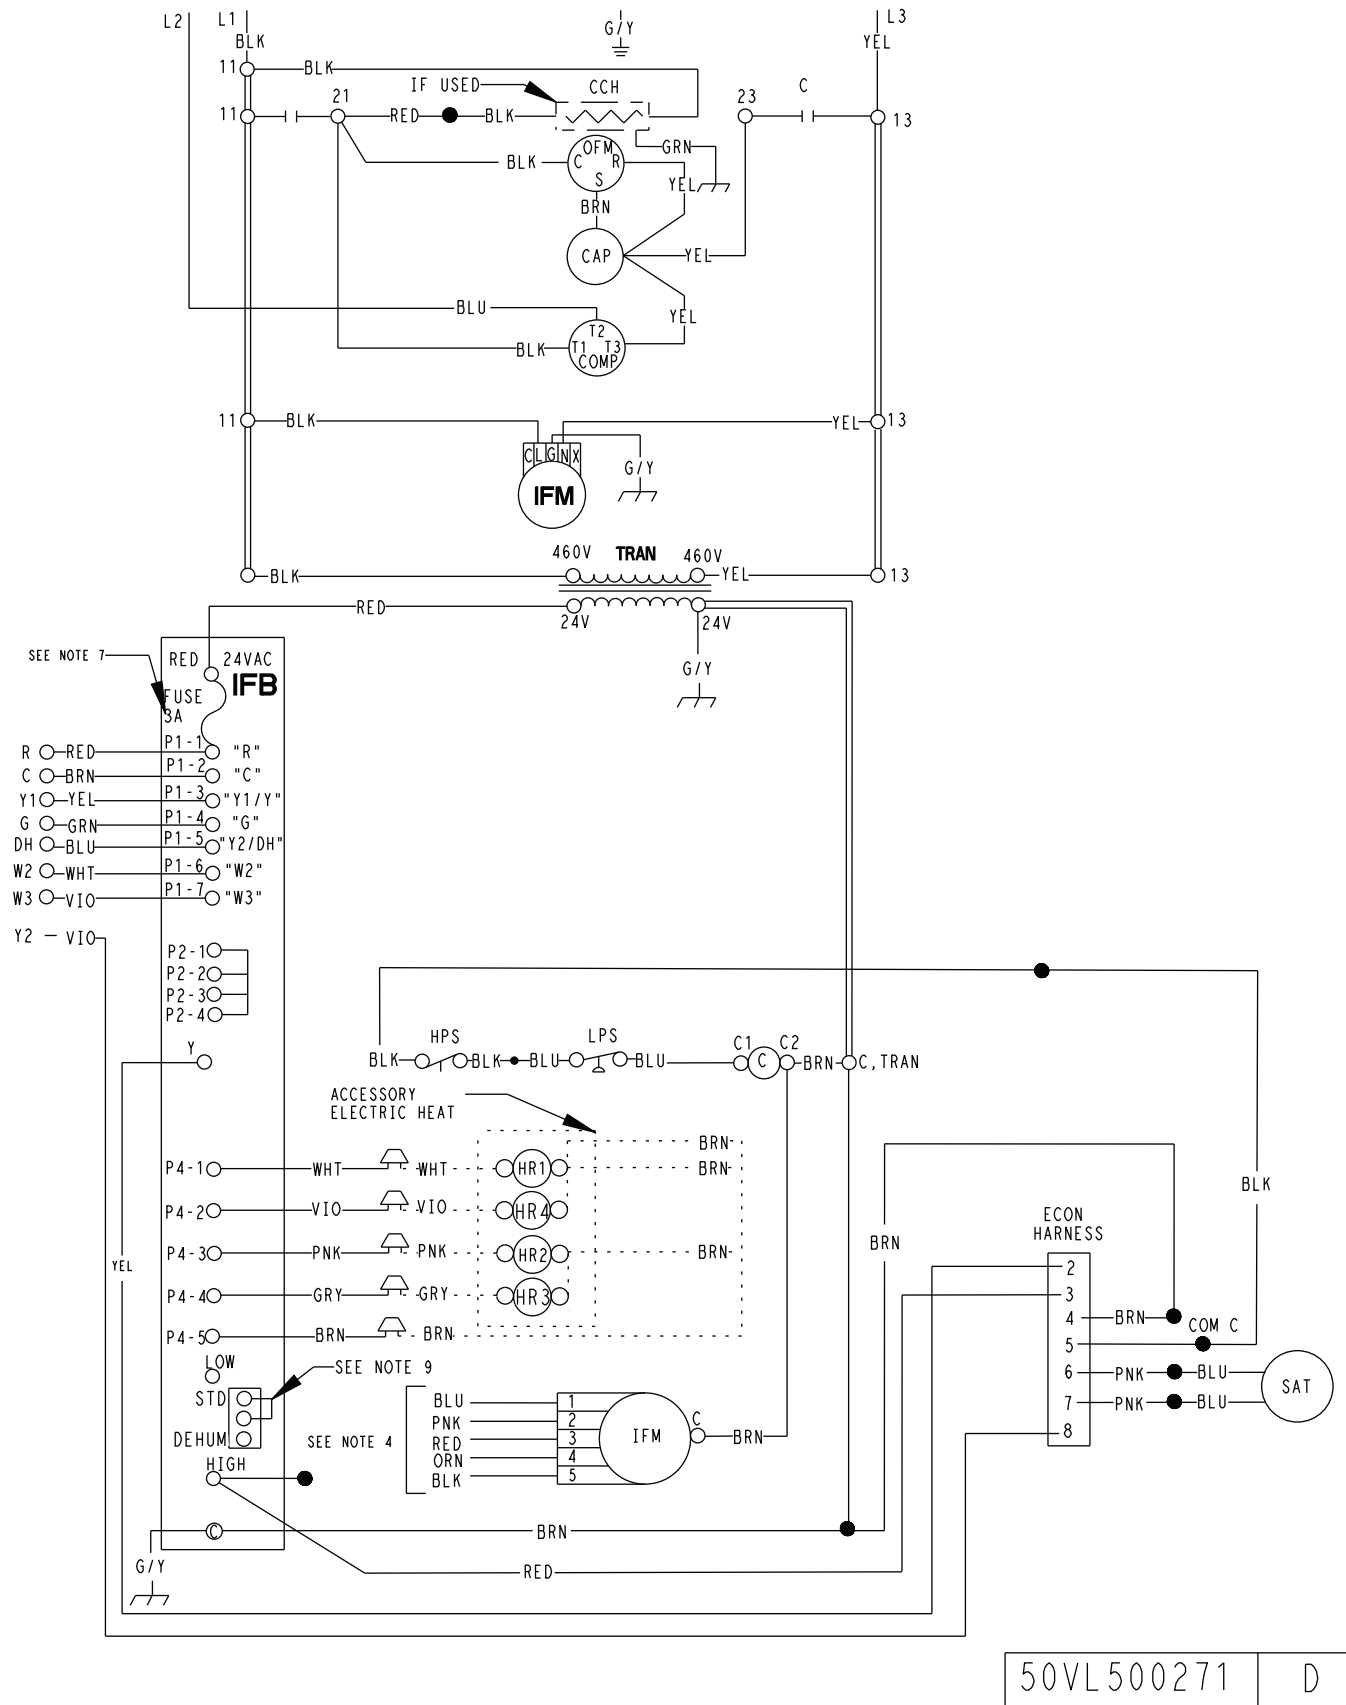 L2
L1
BLK
G/Y
L3
YEL
11
BLK
IF USED
CCH
C
11
21
RED
BLK
23
13
OFM
C R
S
BLK
GRN
YEL
BRN
CAP
YEL
BLU
YEL
T2
T1 T3
COMP
BLK
11
BLK
YEL
13
C L G N X
IFM
G/Y
460V
TRAN
460V
BLK
YEL
13
RED
24V
24V
G/Y
SEE NOTE 7
RED
24VAC
IFB
FUSE
3A
R RED P1-1 "R"
C BRN P1-2 "C"
Y1 YEL P1-3 "Y1/Y"
G GRN P1-4 "G"
DH BLU P1-5 "Y2/DH"
W2 WHT P1-6 "W2"
W3 VIO P1-7 "W3"
Y2 – VIO
P2-1
P2-2
P2-3
P2-4
Y
BLK
HPS
BLK
BLU
LPS
BLU
C1
C
C2
BRN
C,TRAN
ACCESSORY
ELECTRIC HEAT
BRN
P4-1 WHT WHT HR1 BRN
P4-2 VIO VIO HR4
P4-3 PNK PNK HR2 BRN
P4-4 GRY GRY HR3
P4-5 BRN BRN
YEL
BRN
BLK
ECON
HARNESS
2
3
4 BRN
COM C
5
6 PNK BLU
7 PNK BLU
8
SAT
LOW
STD
SEE NOTE 9
DEHUM
HIGH
SEE NOTE 4
BLU 1
PNK 2
RED 3
ORN 4
BLK 5
IFM
C
BRN
C
BRN
G/Y
RED
50VL500271
D